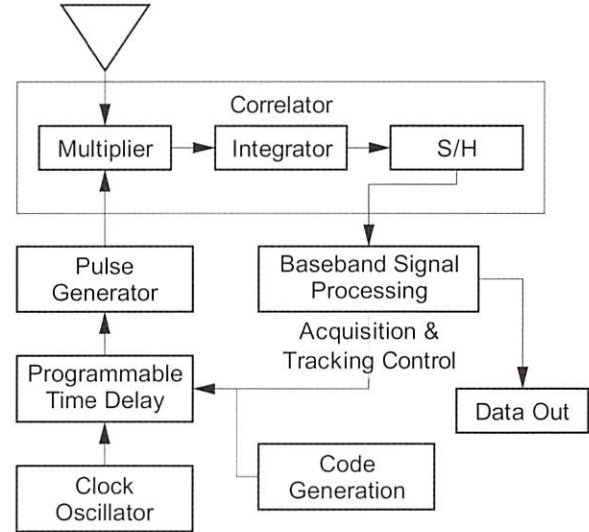 Correlator
Multiplier
Integrator
S/H
Pulse
Generator
Baseband Signal
Processing
Acquisition &
Tracking Control
Programmable
Time Delay
Data Out
Clock
Oscillator
Code
Generation